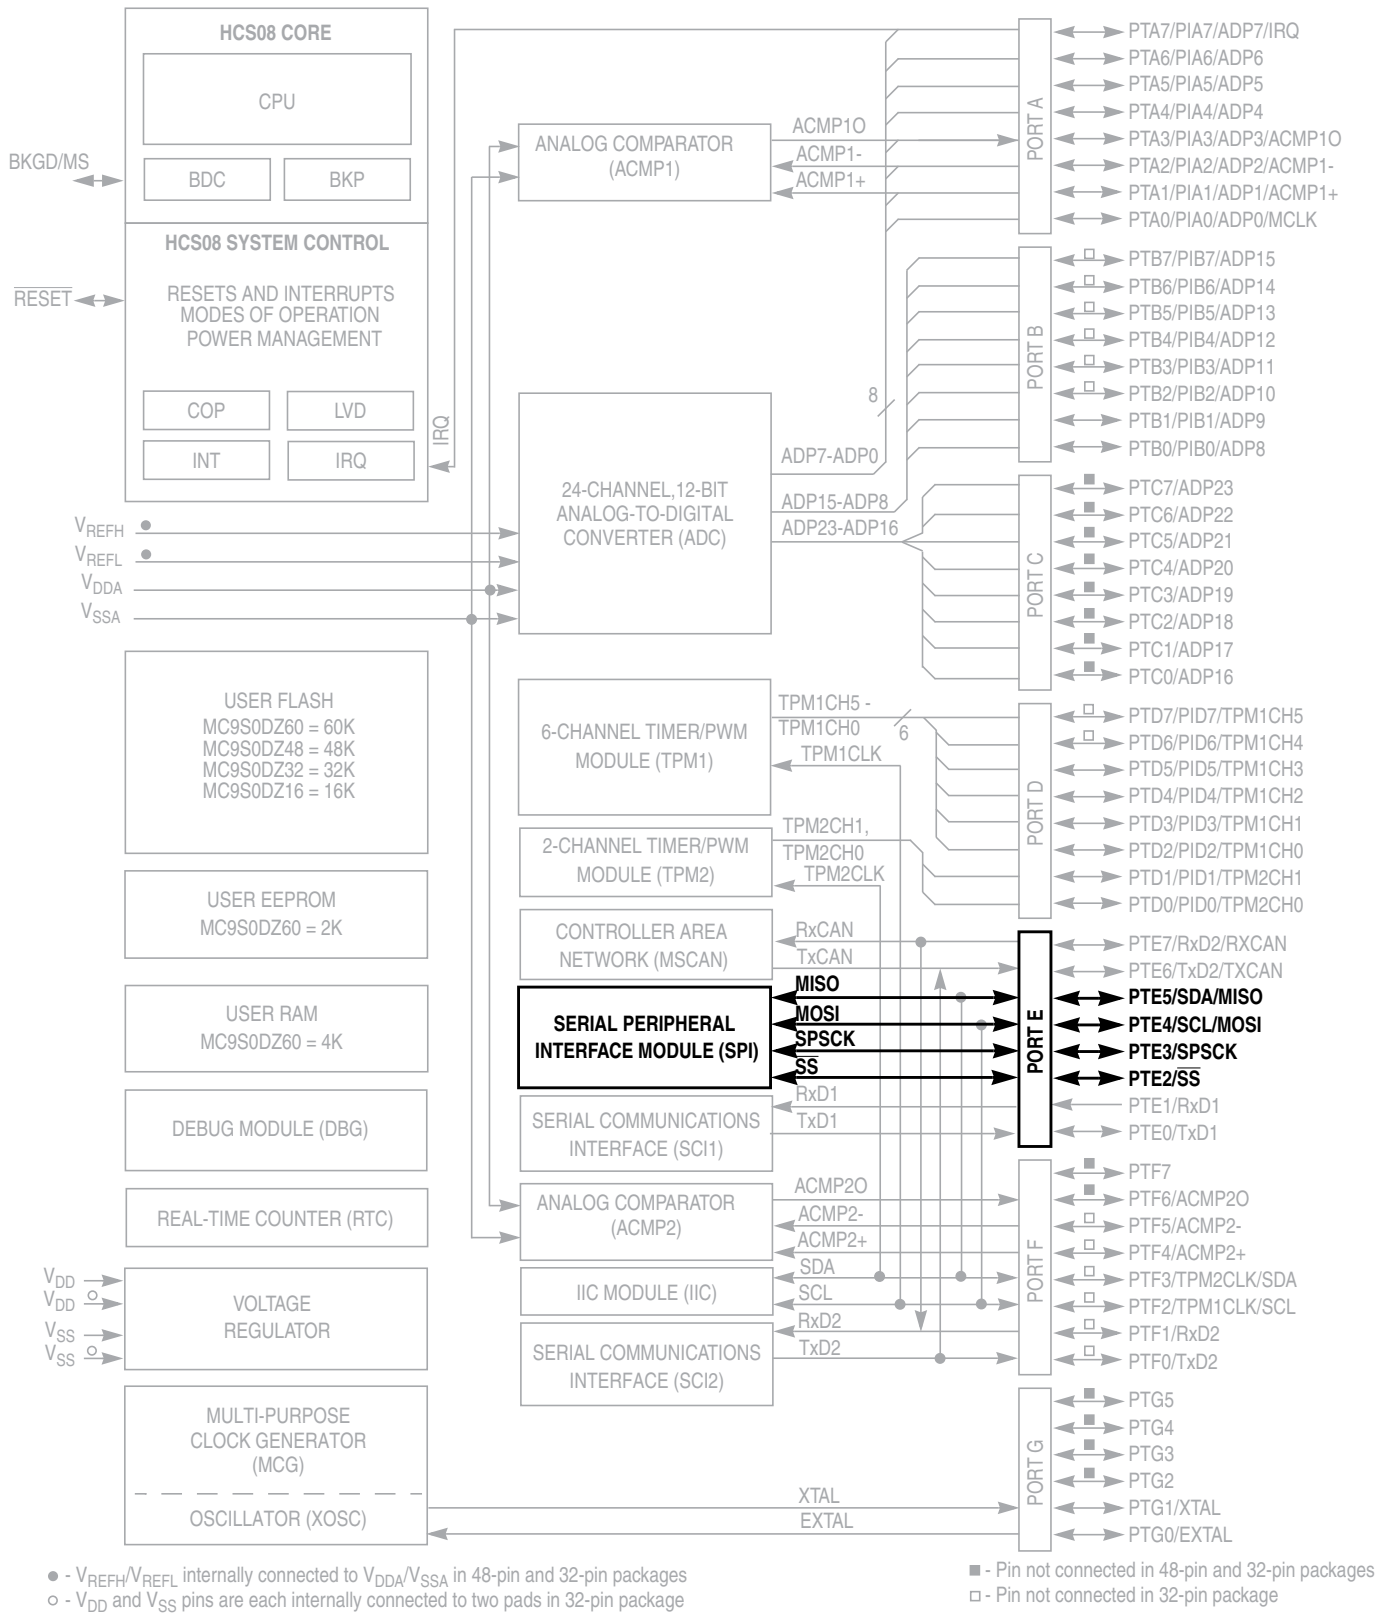 HCS08 CORE
CPU
BDC
BKP
BKGD/MS
HCS08 SYSTEM CONTROL
RESETS AND INTERRUPTS
MODES OF OPERATION
POWER MANAGEMENT
RESET
COP
LVD
INT
IRQ
IRQ
VREFH
VREFL
VDDA
VSSA
USER FLASH
MC9S0DZ60 = 60K
MC9S0DZ48 = 48K
MC9S0DZ32 = 32K
MC9S0DZ16 = 16K
USER EEPROM
MC9S0DZ60 = 2K
USER RAM
MC9S0DZ60 = 4K
DEBUG MODULE (DBG)
REAL-TIME COUNTER (RTC)
VDD
VDD
VSS
VSS
VOLTAGE
REGULATOR
MULTI-PURPOSE
CLOCK GENERATOR
(MCG)
OSCILLATOR (XOSC)
ANALOG COMPARATOR
(ACMP1)
ACMP1O
ACMP1-
ACMP1+
24-CHANNEL,12-BIT
ANALOG-TO-DIGITAL
CONVERTER (ADC)
8
ADP7-ADP0
ADP15-ADP8
ADP23-ADP16
6-CHANNEL TIMER/PWM
MODULE (TPM1)
TPM1CH5 -
TPM1CH0
6
TPM1CLK
2-CHANNEL TIMER/PWM
MODULE (TPM2)
TPM2CH1,
TPM2CH0
TPM2CLK
CONTROLLER AREA
NETWORK (MSCAN)
RxCAN
TxCAN
SERIAL PERIPHERAL
INTERFACE MODULE (SPI)
MISO
MOSI
SPSCK
SS
SERIAL COMMUNICATIONS
INTERFACE (SCI1)
RxD1
TxD1
ANALOG COMPARATOR
(ACMP2)
ACMP2O
ACMP2-
ACMP2+
IIC MODULE (IIC)
SDA
SCL
SERIAL COMMUNICATIONS
INTERFACE (SCI2)
RxD2
TxD2
XTAL
EXTAL
PORT A
PTA7/PIA7/ADP7/IRQ
PTA6/PIA6/ADP6
PTA5/PIA5/ADP5
PTA4/PIA4/ADP4
PTA3/PIA3/ADP3/ACMP1O
PTA2/PIA2/ADP2/ACMP1-
PTA1/PIA1/ADP1/ACMP1+
PTA0/PIA0/ADP0/MCLK
PORT B
PTB7/PIB7/ADP15
PTB6/PIB6/ADP14
PTB5/PIB5/ADP13
PTB4/PIB4/ADP12
PTB3/PIB3/ADP11
PTB2/PIB2/ADP10
PTB1/PIB1/ADP9
PTB0/PIB0/ADP8
PORT C
PTC7/ADP23
PTC6/ADP22
PTC5/ADP21
PTC4/ADP20
PTC3/ADP19
PTC2/ADP18
PTC1/ADP17
PTC0/ADP16
PORT D
PTD7/PID7/TPM1CH5
PTD6/PID6/TPM1CH4
PTD5/PID5/TPM1CH3
PTD4/PID4/TPM1CH2
PTD3/PID3/TPM1CH1
PTD2/PID2/TPM1CH0
PTD1/PID1/TPM2CH1
PTD0/PID0/TPM2CH0
PORT E
PTE7/RxD2/RXCAN
PTE6/TxD2/TXCAN
PTE5/SDA/MISO
PTE4/SCL/MOSI
PTE3/SPSCK
PTE2/SS
PTE1/RxD1
PTE0/TxD1
PORT F
PTF7
PTF6/ACMP2O
PTF5/ACMP2-
PTF4/ACMP2+
PTF3/TPM2CLK/SDA
PTF2/TPM1CLK/SCL
PTF1/RxD2
PTF0/TxD2
PORT G
PTG5
PTG4
PTG3
PTG2
PTG1/XTAL
PTG0/EXTAL
● - VREFH/VREFL internally connected to VDDA/VSSA in 48-pin and 32-pin packages
○ - VDD and VSS pins are each internally connected to two pads in 32-pin package
■ - Pin not connected in 48-pin and 32-pin packages
□ - Pin not connected in 32-pin package